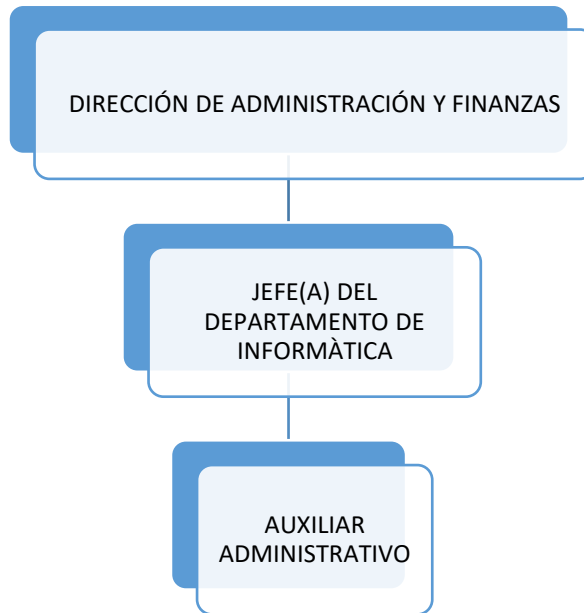 DIRECCIÓN DE ADMINISTRACIÓN Y FINANZAS
JEFE(A) DEL
DEPARTAMENTO DE
INFORMÀTICA
AUXILIAR
ADMINISTRATIVO